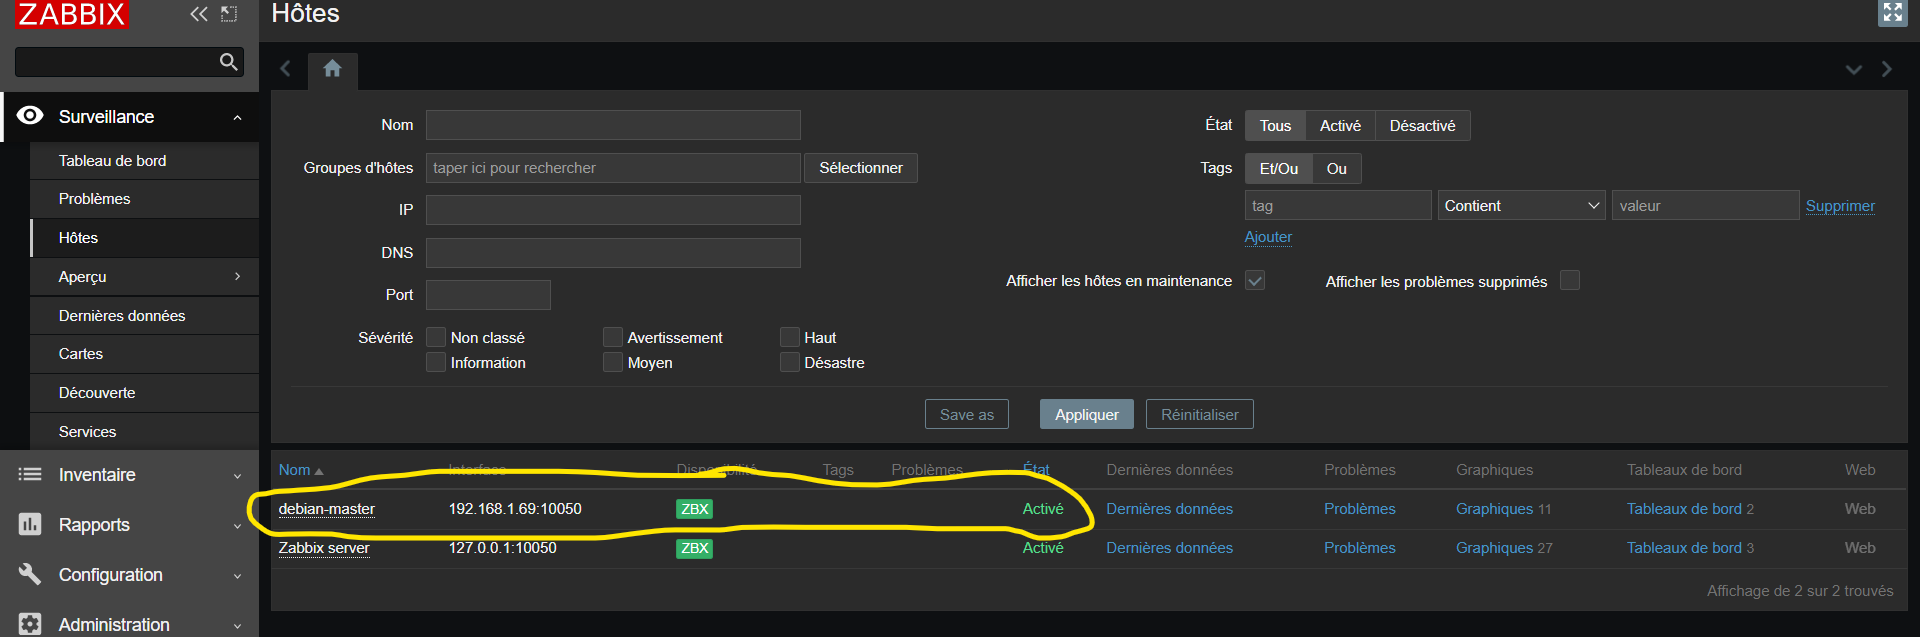 ZABBIX
Hôtes
Surveillance
Tableau de bord
Problèmes
Hôtes
Aperçu
Dernières données
Cartes
Découverte
Services
Inventaire
Rapports
Configuration
Administration
Nom
Groupes d'hôtes taper ici pour rechercher Sélectionner
IP
DNS
Port
Sévérité Non classé Avertissement Haut
Information Moyen Désastre
État Tous Activé Désactivé
Tags Et/Ou Ou
tag Contient valeur Supprimer
Ajouter
Afficher les hôtes en maintenance Afficher les problèmes supprimés
Save as Appliquer Réinitialiser
Nom Interface Disponibilité Tags Problèmes État Dernières données Problèmes Graphiques Tableaux de bord Web
debian-master 192.168.1.69:10050 ZBX Activé Dernières données Problèmes Graphiques 11 Tableaux de bord 2 Web
Zabbix server 127.0.0.1:10050 ZBX Activé Dernières données Problèmes Graphiques 27 Tableaux de bord 3 Web
Affichage de 2 sur 2 trouvés